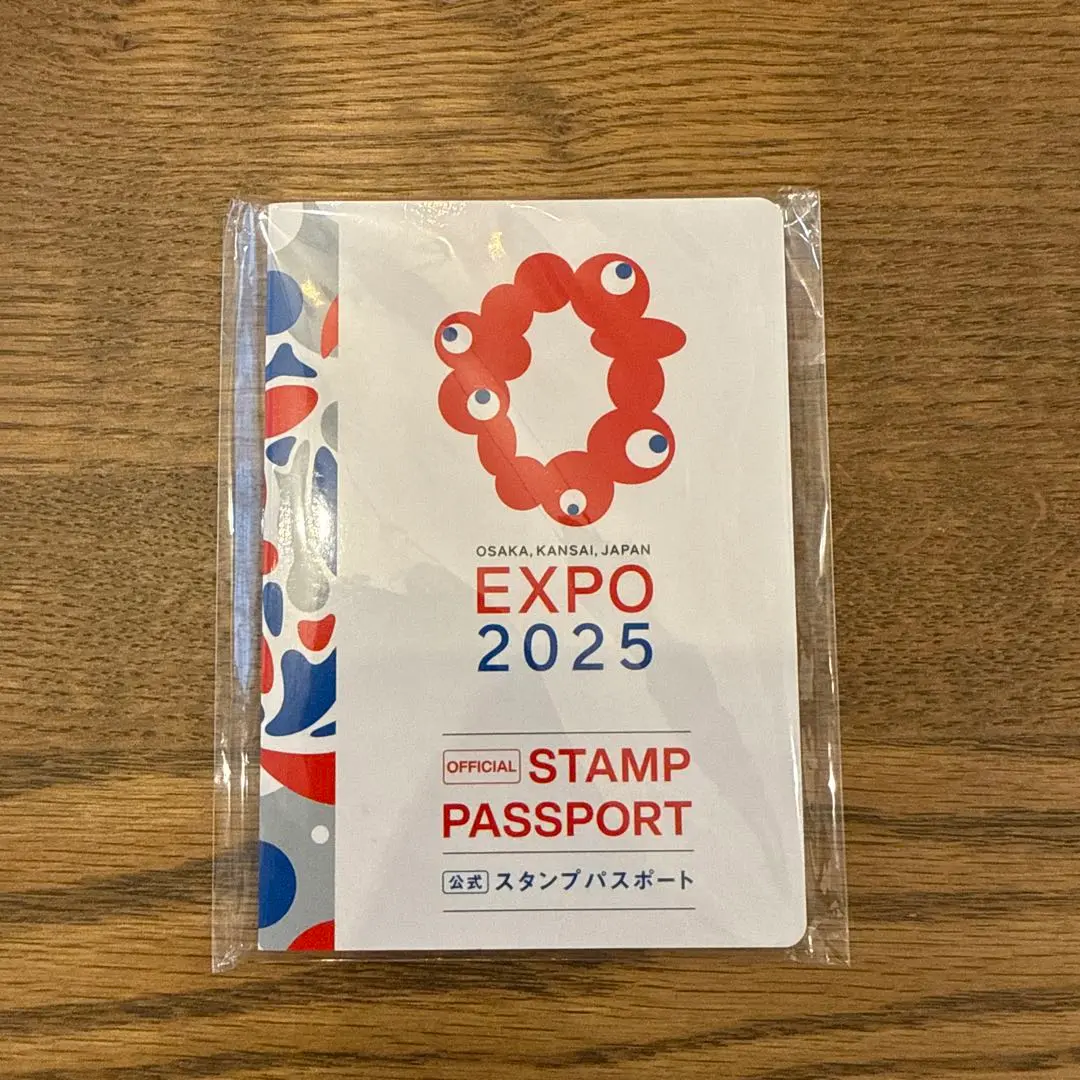 OSAKA, KANSAI, JAPAN
EXPO
2025
OFFICIAL STAMP
PASSPORT
公式 スタンプパスポート